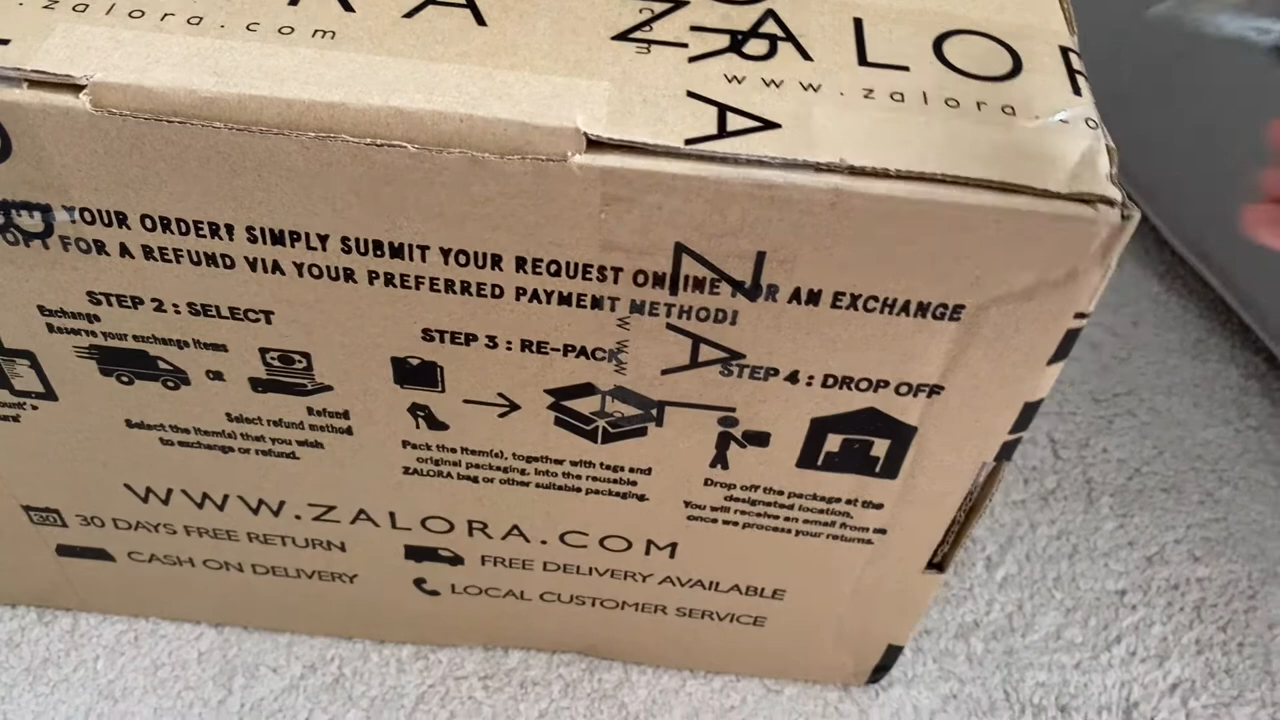 .zalora.com
ZALOR
www.zalora.co
YOUR ORDER? SIMPLY SUBMIT YOUR REQUEST ONLINE FOR AN EXCHANGE
OPT FOR A REFUND VIA YOUR PREFERRED PAYMENT METHOD!
STEP 2 : SELECT
Exchange
Reserve your exchange items
OR
Refund
Select refund method
Select the item(s) that you wish
to exchange or refund.
STEP 3 : RE-PACK
Pack the item(s), together with tags and
original packaging, into the reusable
ZALORA bag or other suitable packaging.
STEP 4 : DROP OFF
Drop off the package at the
designated location.
You will receive an email from us
once we process your returns.
WWW.ZALORA.COM
30 30 DAYS FREE RETURN
CASH ON DELIVERY
FREE DELIVERY AVAILABLE
LOCAL CUSTOMER SERVICE